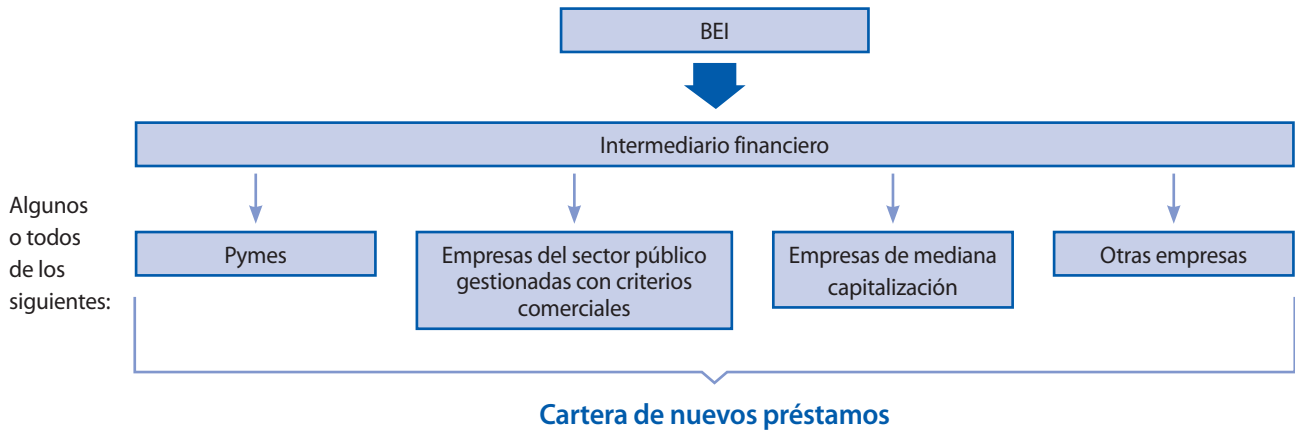 BEI
Intermediario financiero
Algunos
o todos
de los
siguientes:
Pymes
Empresas del sector público
gestionadas con criterios
comerciales
Empresas de mediana
capitalización
Otras empresas
Cartera de nuevos préstamos